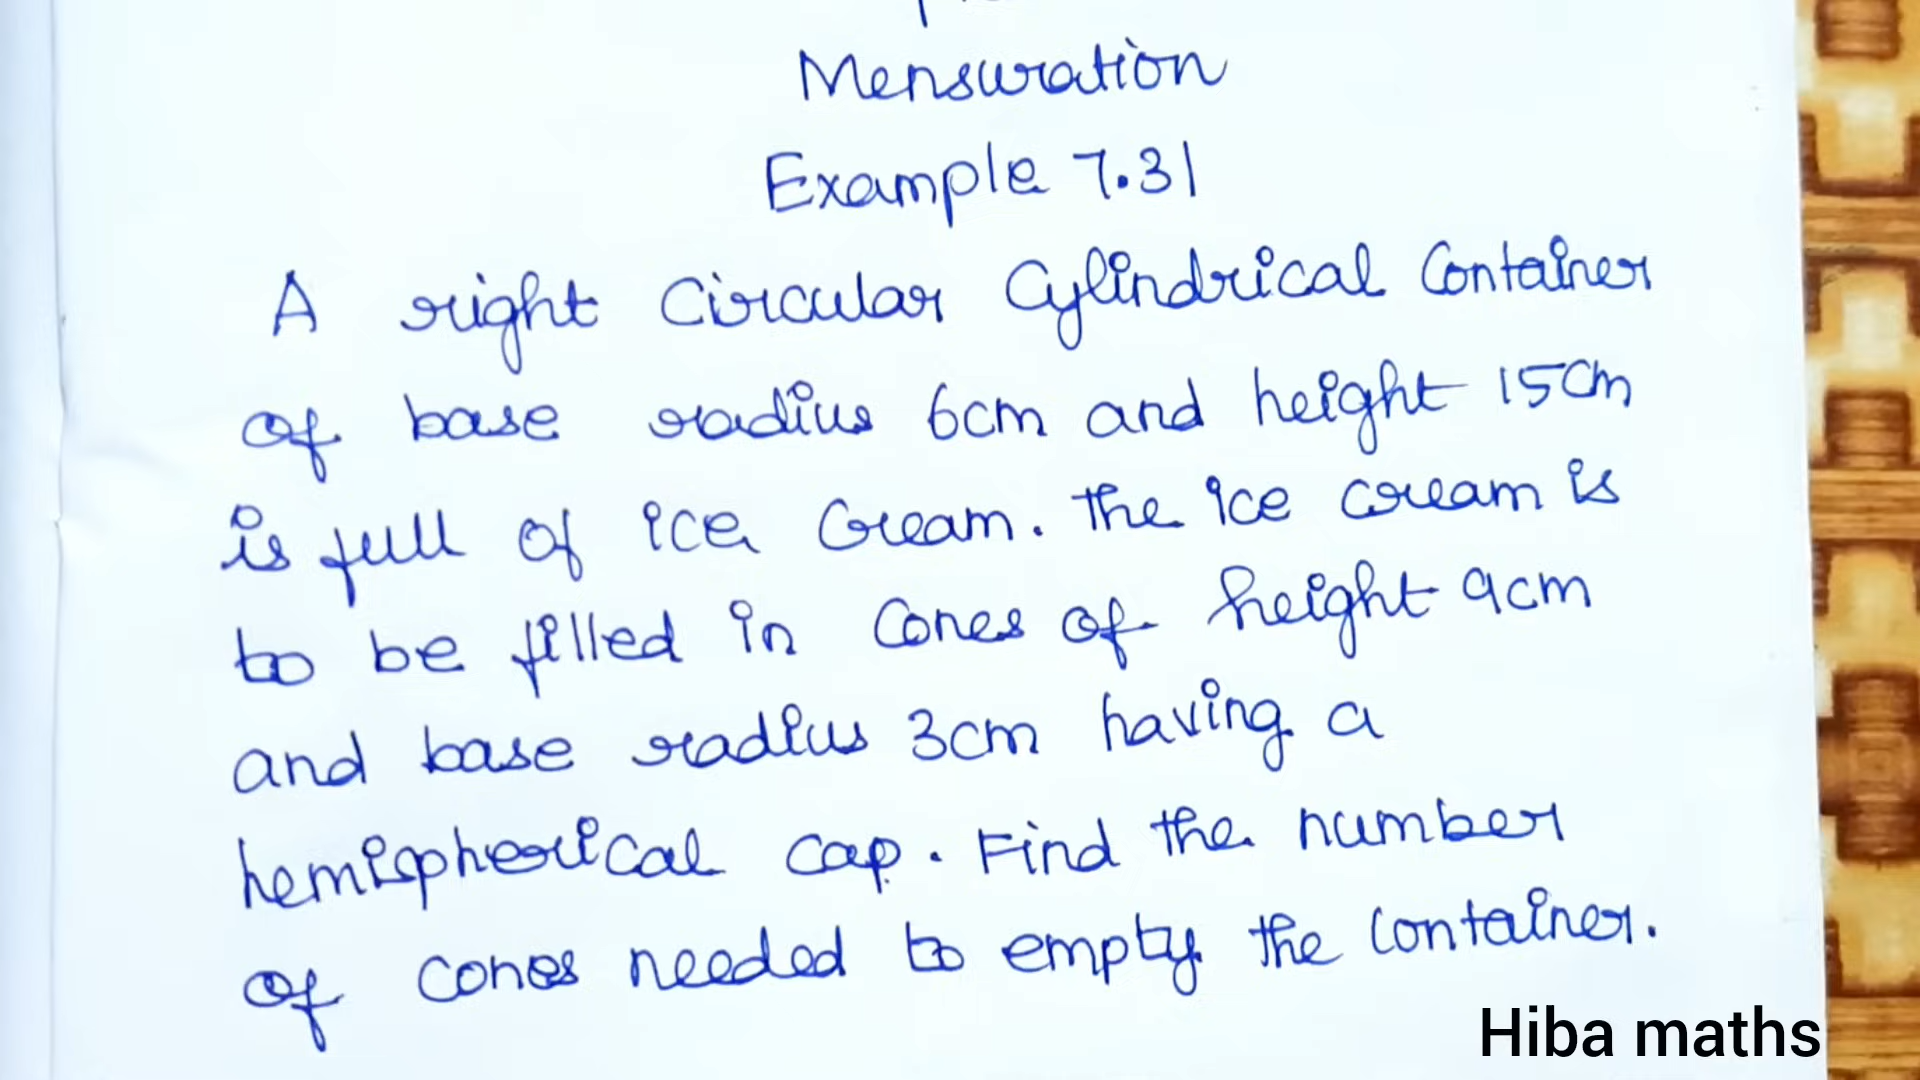 Mensuration
Example 7.31
A right Circular Cylindrical Container
of base radius 6cm and height 15cm
is full of ice Cream. The ice cream is
to be filled in Cones of height 9cm
and base radius 3cm having a
hemispherical cap. Find the number
of cones needed to empty the Container.
Hiba maths